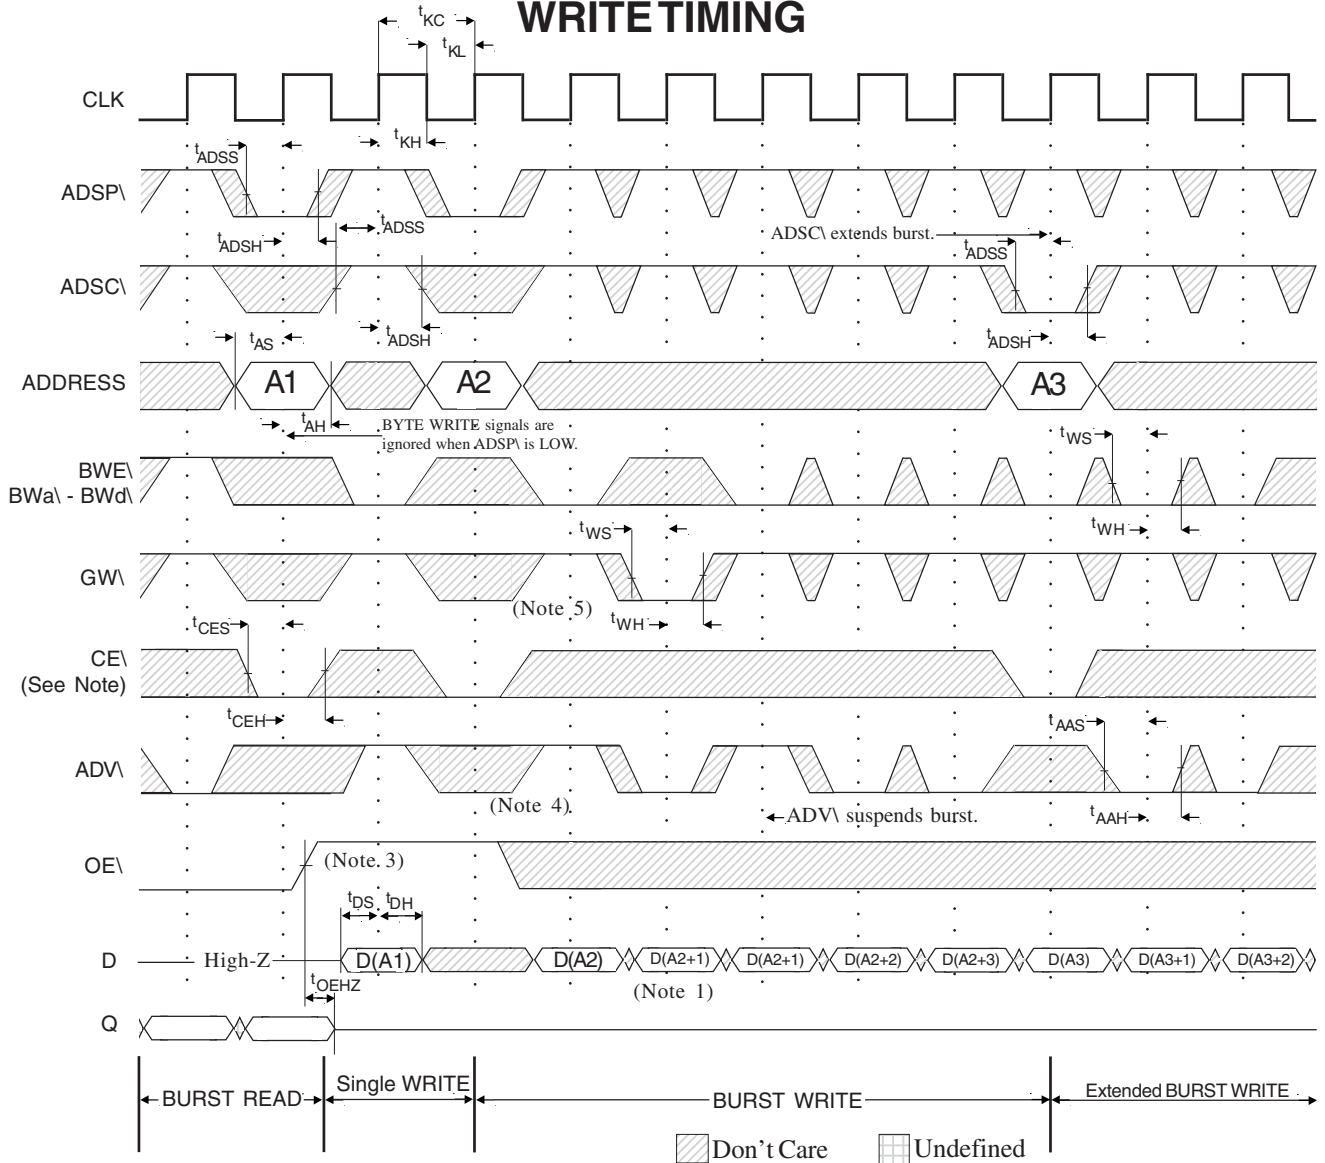 WRITE TIMING
tKC
tKL
CLK
tKH
tADSS
ADSP\
tADSS
tADSH
ADSC\ extends burst.
tADSS
ADSC\
tAS
tADSH
tADSH
ADDRESS
A1
A2
A3
tAH
BYTE WRITE signals are
ignored when ADSP\ is LOW.
tWS
BWE\
BWa\ - BWd\
tWS
tWH
GW\
(Note 5)
tWH
tCES
CE\
(See Note)
tCEH
tAAS
ADV\
(Note 4)
ADV\ suspends burst.
tAAH
OE\
(Note 3)
tDS
tDH
D
High-Z
D(A1)
D(A2)
D(A2+1)
D(A2+1)
D(A2+2)
D(A2+3)
D(A3)
D(A3+1)
D(A3+2)
tOEHZ
(Note 1)
Q
BURST READ
Single WRITE
BURST WRITE
Extended BURST WRITE
Don't Care
Undefined